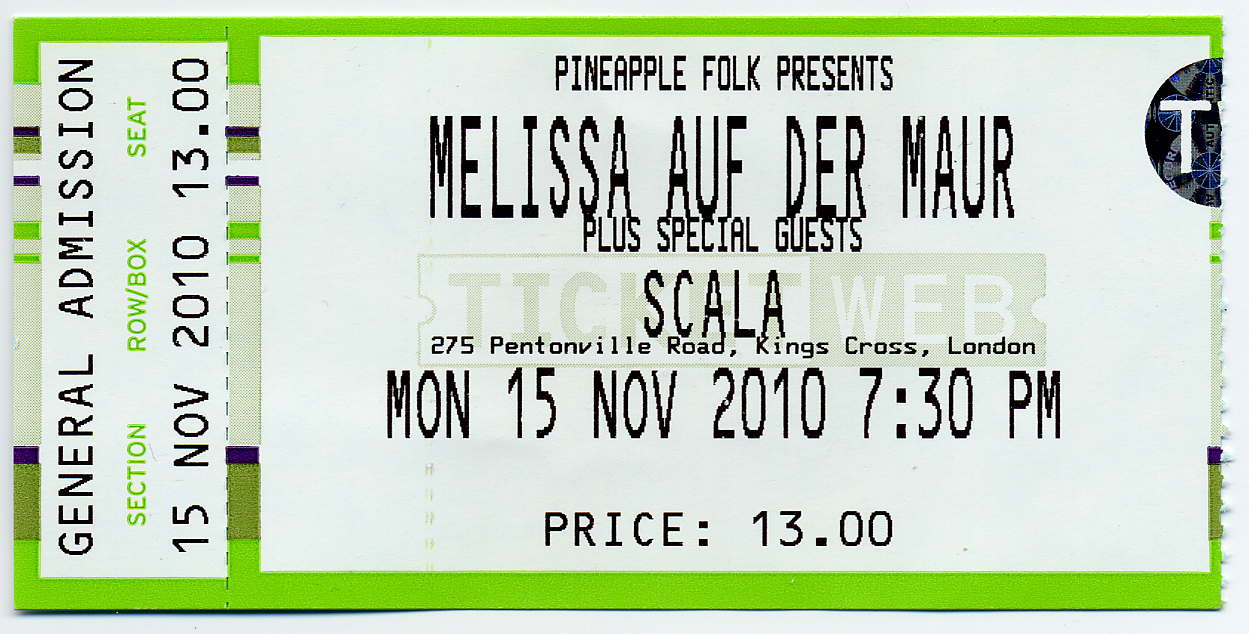 GENERAL ADMISSION
SECTION ROW/BOX SEAT
15 NOV 2010 13.00
PINEAPPLE FOLK PRESENTS
MELISSA AUF DER MAUR
PLUS SPECIAL GUESTS
TICKETWEB
SCALA
275 Pentonville Road, Kings Cross, London
MON 15 NOV 2010 7:30 PM
PRICE: 13.00
T